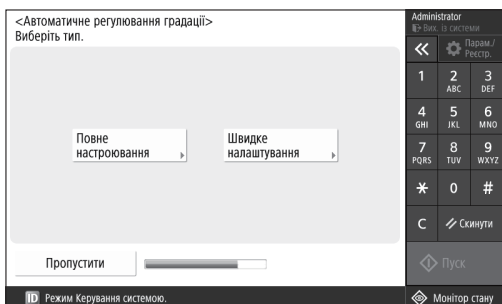 <Автоматичне регулювання градації>
Виберіть тип.
Повне
настроювання
Швидке
налаштування
Пропустити
ID Режим Керування системою.
Administrator
Вих. із системи
Парам./
Реєстр.
1
2
ABC
3
DEF
4
GHI
5
JKL
6
MNO
7
PQRS
8
TUV
9
WXYZ
*
0
#
C
Скинути
Пуск
Монітор стану